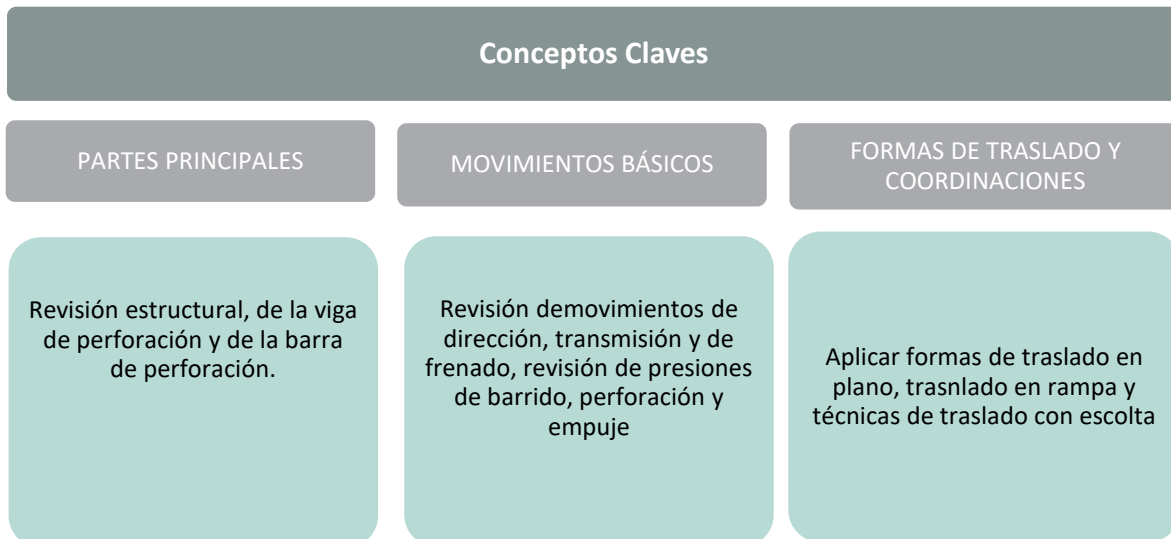 Conceptos Claves
PARTES PRINCIPALES
MOVIMIENTOS BÁSICOS
FORMAS DE TRASLADO Y
COORDINACIONES
Revisión estructural, de la viga
de perforación y de la barra
de perforación.
Revisión demovimientos de
dirección, transmisión y de
frenado, revisión de presiones
de barrido, perforación y
empuje
Aplicar formas de traslado en
plano, trasnlado en rampa y
técnicas de traslado con escolta